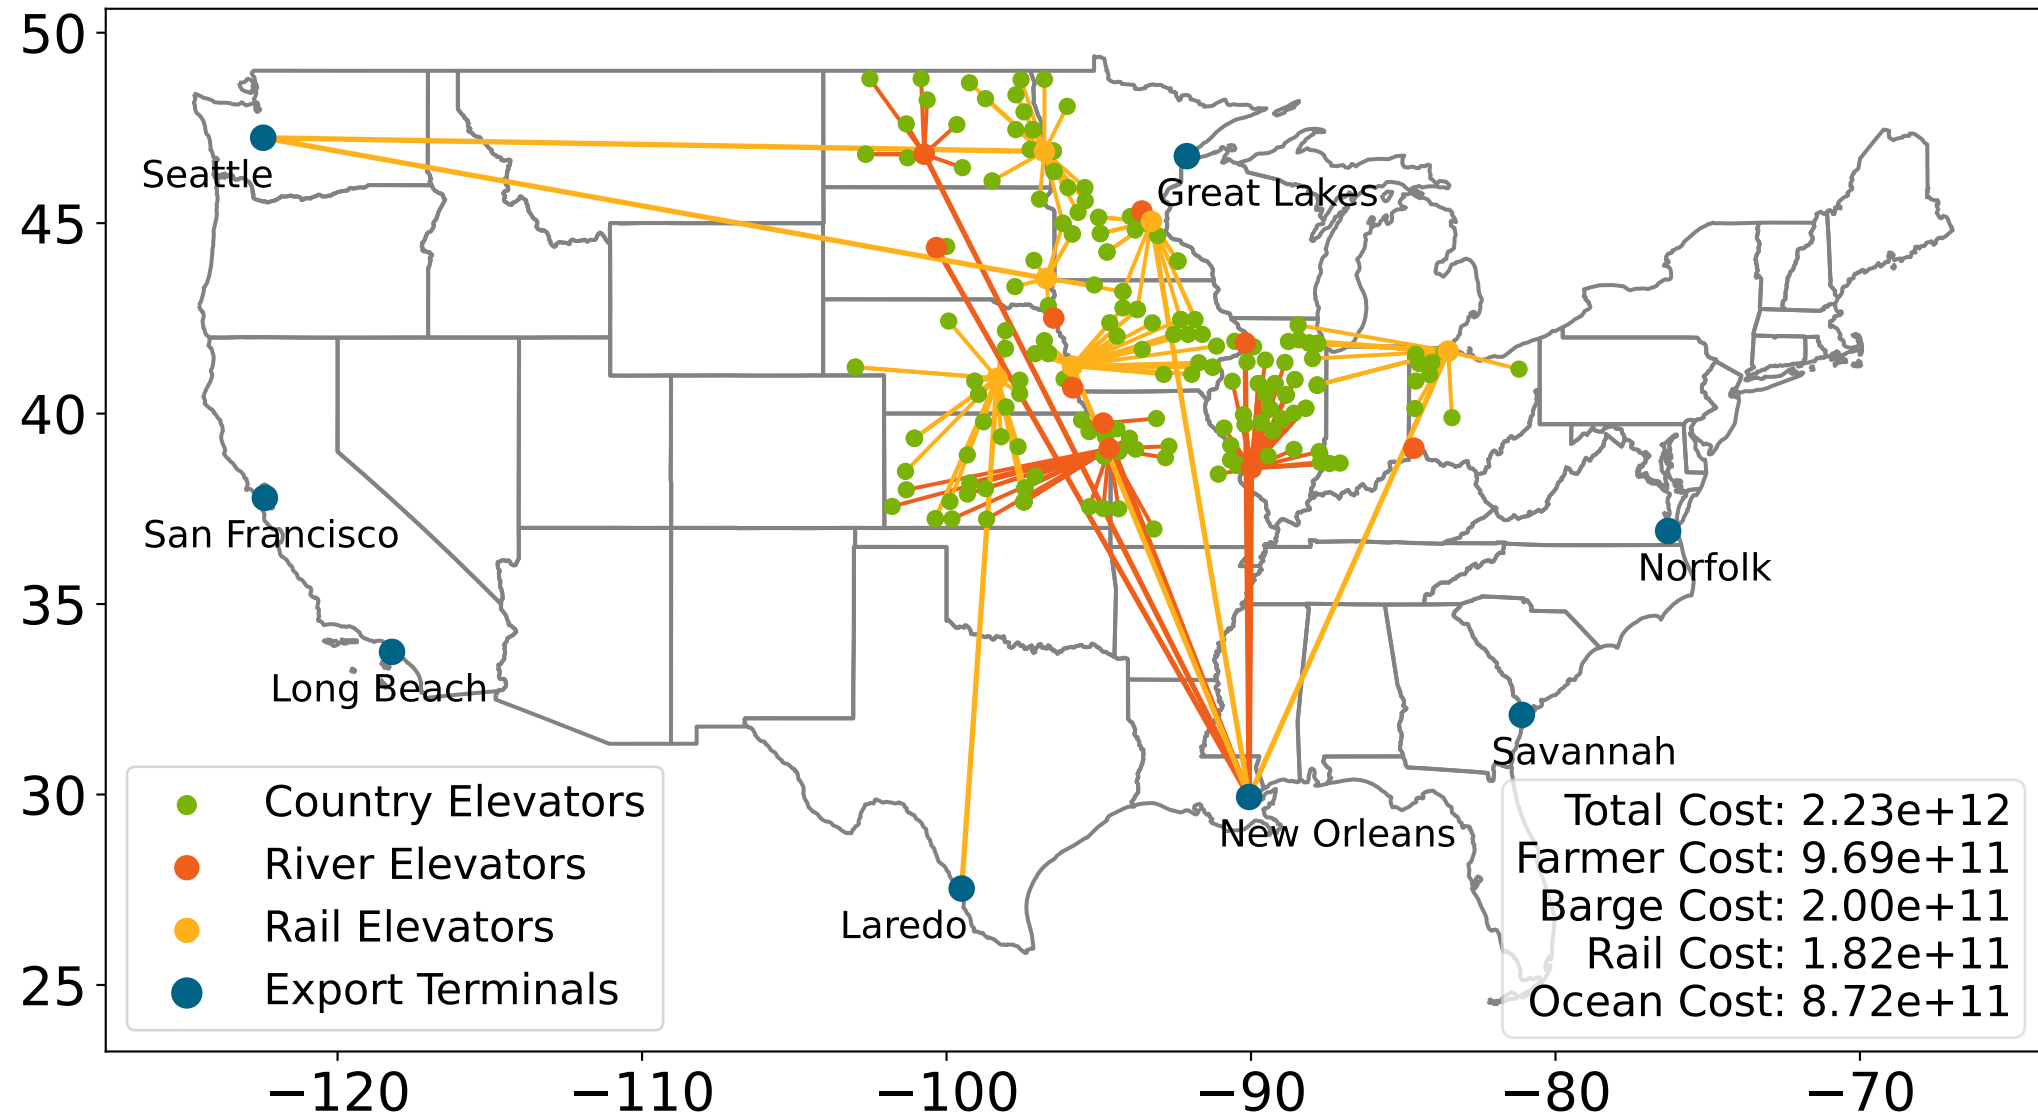 50
45
40
35
30
25
−120
−110
−100
−90
−80
−70
Seattle
Great Lakes
San Francisco
Norfolk
Long Beach
Savannah
New Orleans
Laredo
Country Elevators
River Elevators
Rail Elevators
Export Terminals
Total Cost: 2.23e+12
Farmer Cost: 9.69e+11
Barge Cost: 2.00e+11
Rail Cost: 1.82e+11
Ocean Cost: 8.72e+11